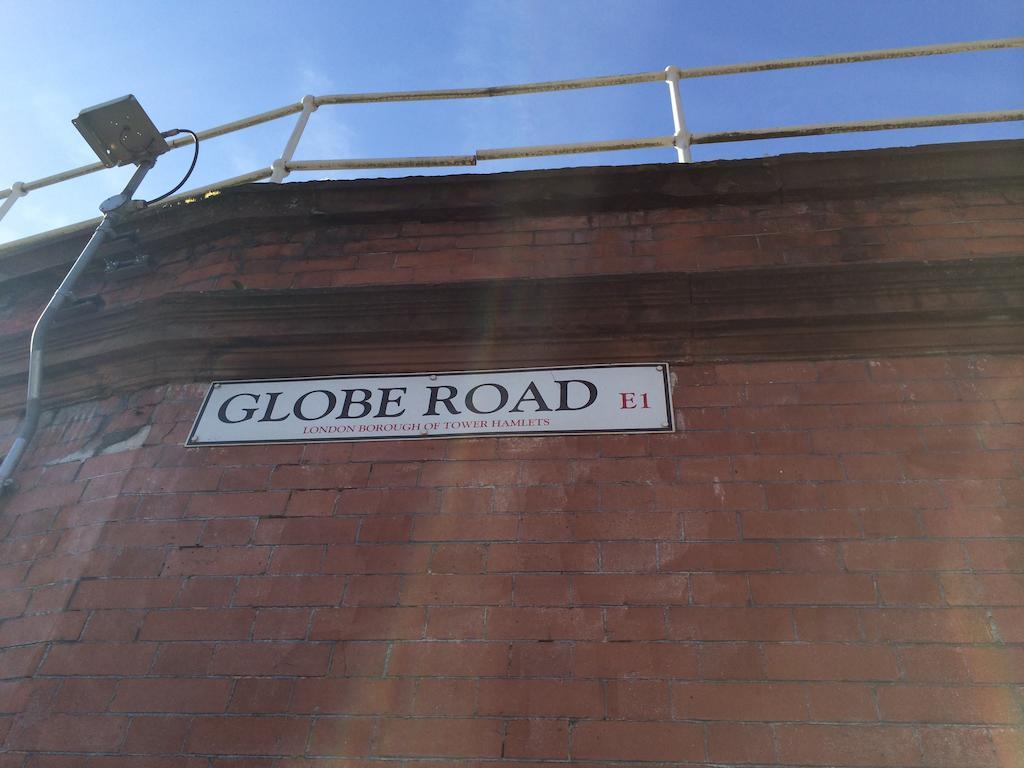 GLOBE ROAD E1
LONDON BOROUGH OF TOWER HAMLETS